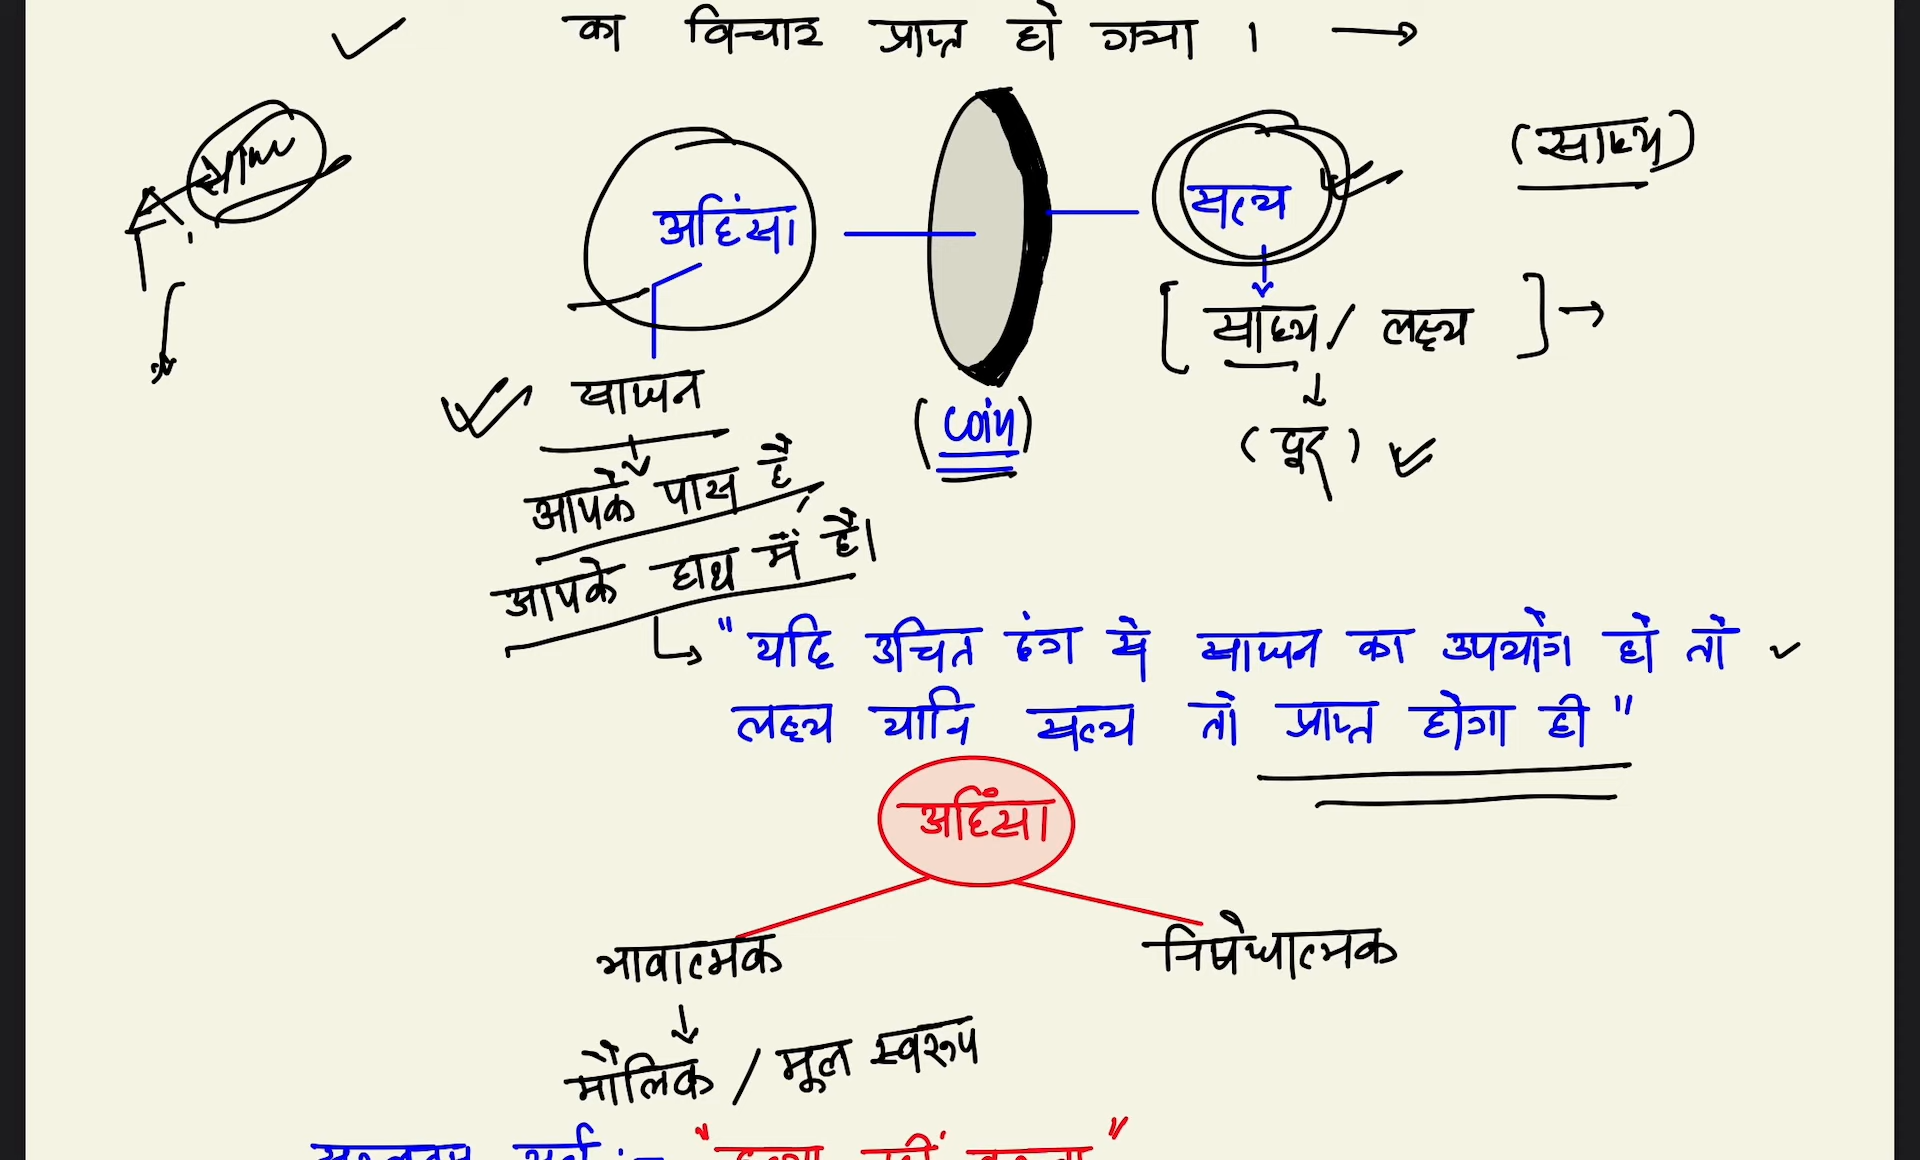 का विचार प्राप्त हो गया ।
अहिंसा
सत्य
(साध्य)
[ साध्य / लक्ष्य ]
साधन
(coin)
(दूर)
आपके पास है,
आपके हाथ में है।
"यदि उचित ढंग से साधन का उपयोग हो तो
लक्ष्य यानि सत्य तो प्राप्त होगा ही"
अहिंसा
भावात्मक
निषेधात्मक
मौलिक / मूल स्वरूप